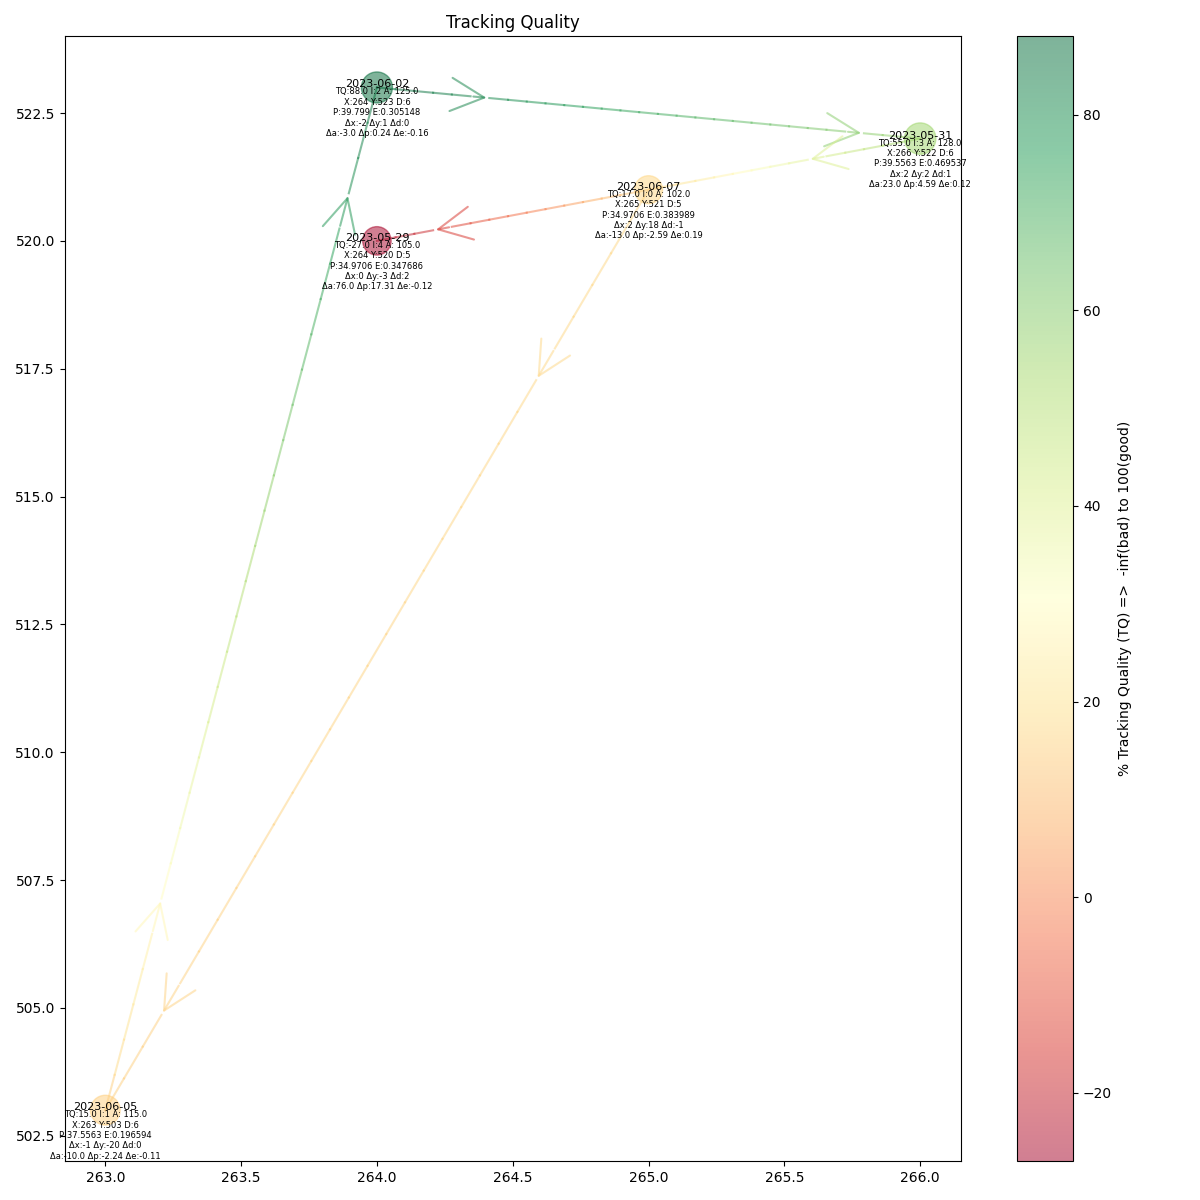 Tracking Quality
2023-06-02
TQ:88.0 I:2 A: 125.0
X:264 Y:523 D:6
P:39.799 E:0.305148
Δx:-2 Δy:1 Δd:0
Δa:-3.0 Δp:0.24 Δe:-0.16
2023-05-31
TQ:55.0 I:3 A: 128.0
X:266 Y:522 D:6
P:39.5563 E:0.469537
Δx:2 Δy:2 Δd:1
Δa:23.0 Δp:4.59 Δe:0.12
2023-06-07
TQ:17.0 I:0 A: 102.0
X:265 Y:521 D:5
P:34.9706 E:0.383989
Δx:2 Δy:18 Δd:-1
Δa:-13.0 Δp:-2.59 Δe:0.19
2023-05-29
TQ:-27.0 I:4 A: 105.0
X:264 Y:520 D:5
P:34.9706 E:0.347686
Δx:0 Δy:-3 Δd:2
Δa:76.0 Δp:17.31 Δe:-0.12
2023-06-05
TQ:15.0 I:1 A: 115.0
X:263 Y:503 D:6
P:37.5563 E:0.196594
Δx:-1 Δy:-20 Δd:0
Δa:-10.0 Δp:-2.24 Δe:-0.11
522.5
520.0
517.5
515.0
512.5
510.0
507.5
505.0
502.5
263.0
263.5
264.0
264.5
265.0
265.5
266.0
80
60
40
20
0
−20
% Tracking Quality (TQ) => -inf(bad) to 100(good)